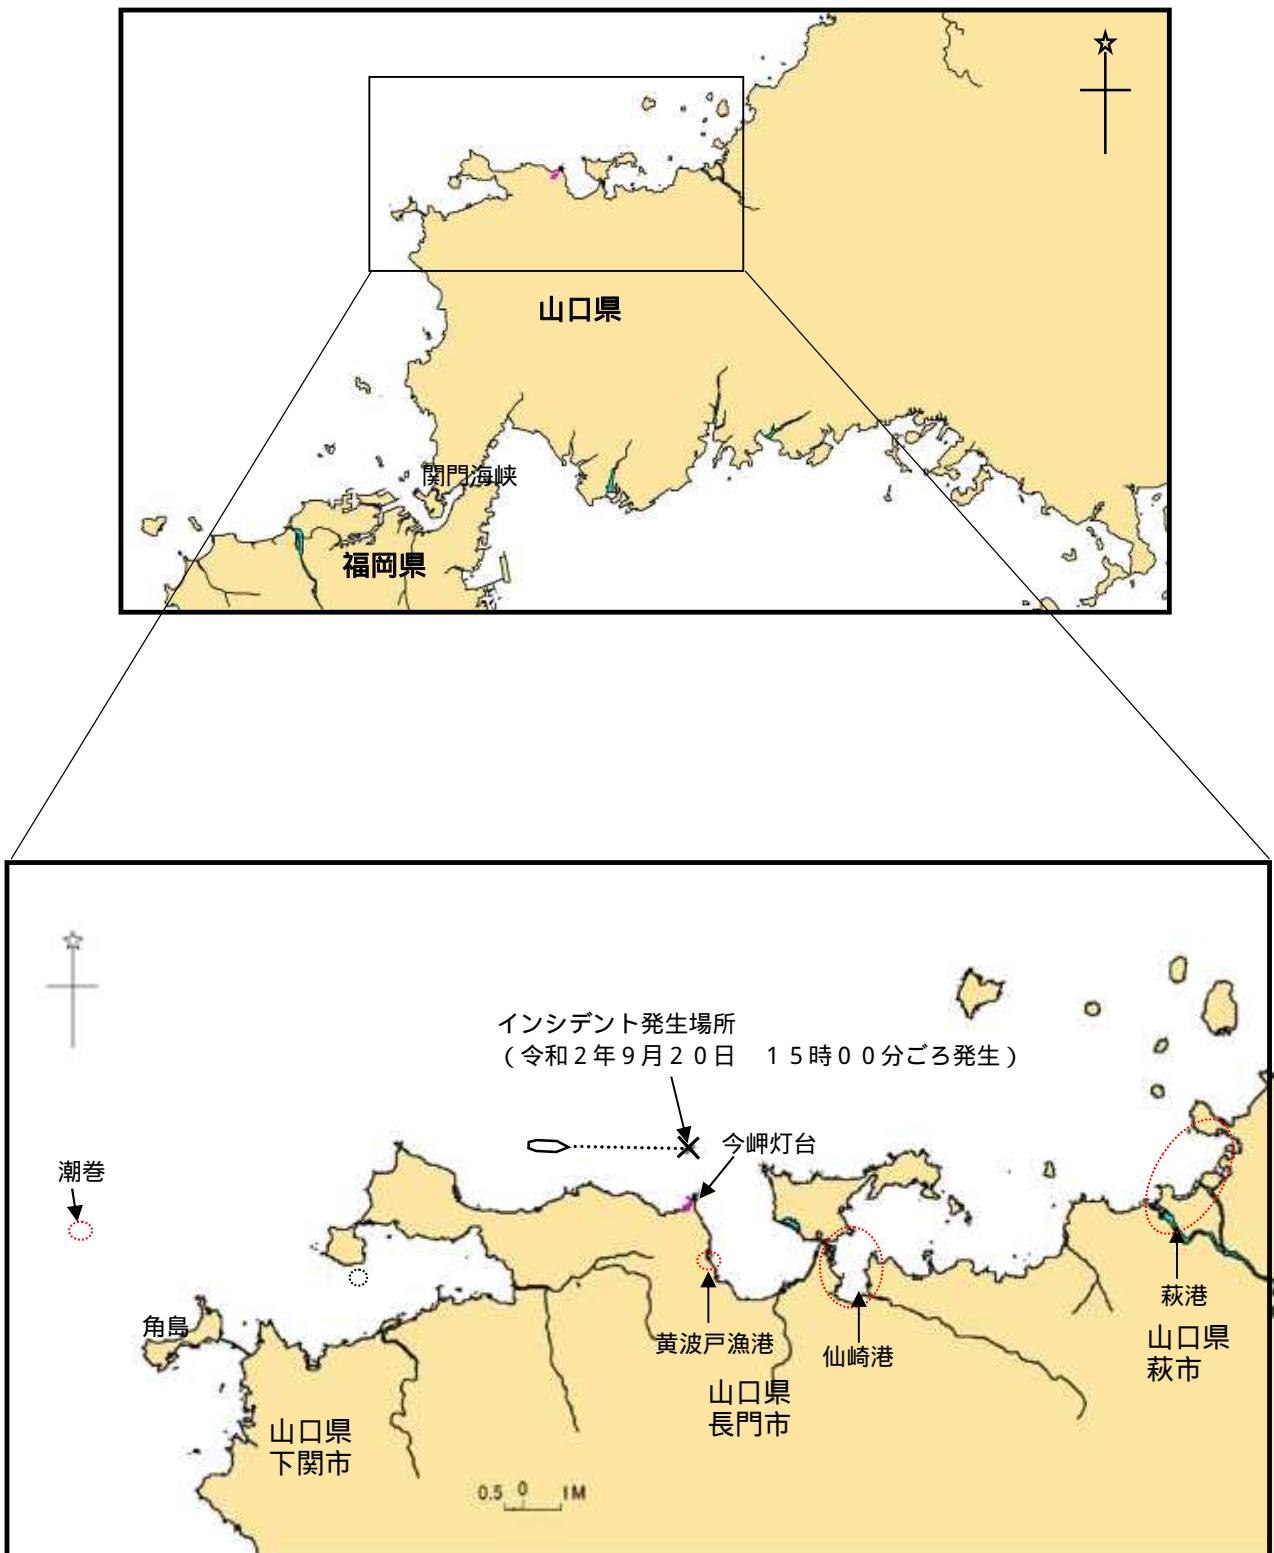 山口県
関門海峡
福岡県
インシデント発生場所
(令和2年9月20日 15時00分ごろ発生)
今岬灯台
潮巻
角島
萩港
黄波戸漁港
仙崎港
山口県
萩市
山口県
長門市
山口県
下関市
0.5 0 1M